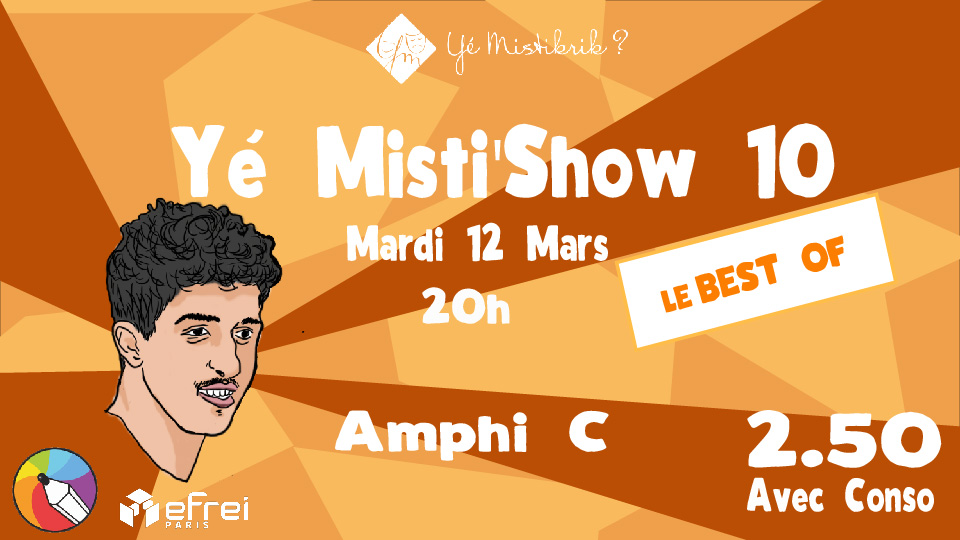 Yé Mistikrik ?
Yé Misti'Show 10
Mardi 12 Mars
20h
LE BEST OF
Amphi C
2.50
Avec Conso
efrei
PARIS